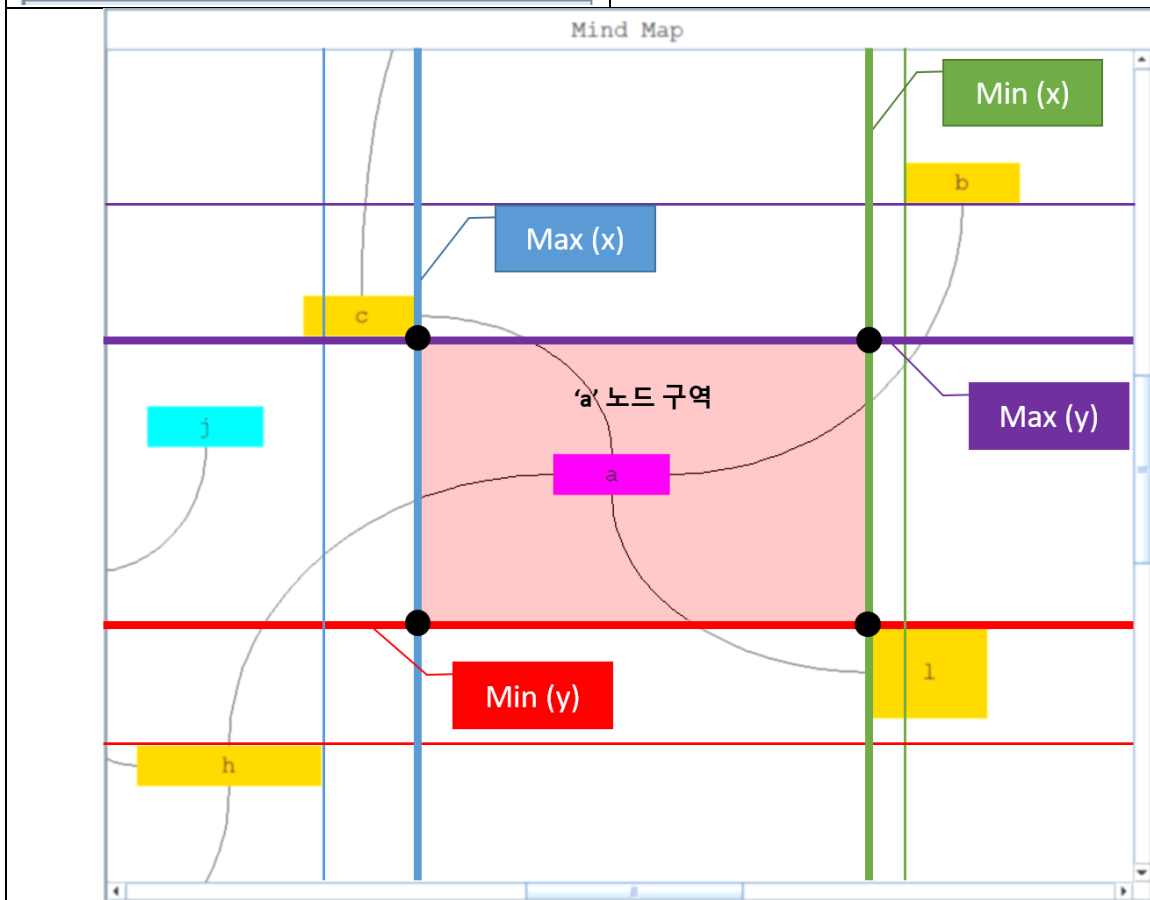 Mind Map
Min (x)
b
Max (x)
c
‘a’ 노드 구역
Max (y)
j
a
l
Min (y)
h